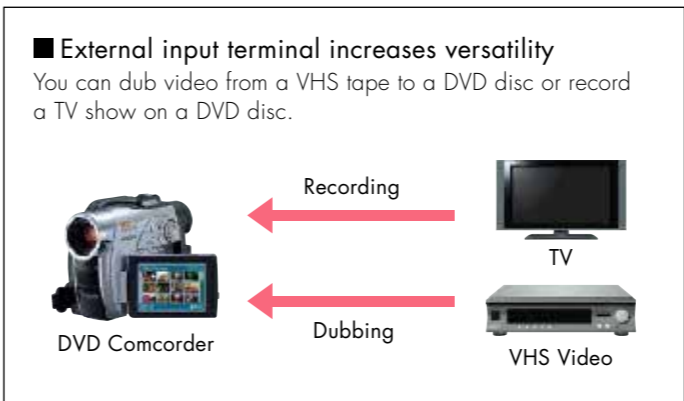 ■ External input terminal increases versatility
You can dub video from a VHS tape to a DVD disc or record
a TV show on a DVD disc.
Recording
TV
Dubbing
DVD Comcorder
VHS Video